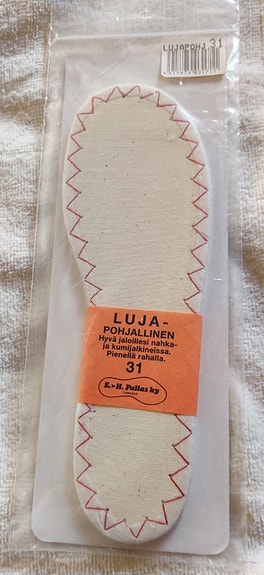 LUJAPOHJ 31
LUJA-
POHJALLINEN
Hyvä jaloillesi nahka-
ja kumijalkineissa.
Pienellä rahalla.
31
E. H. Pallas ky